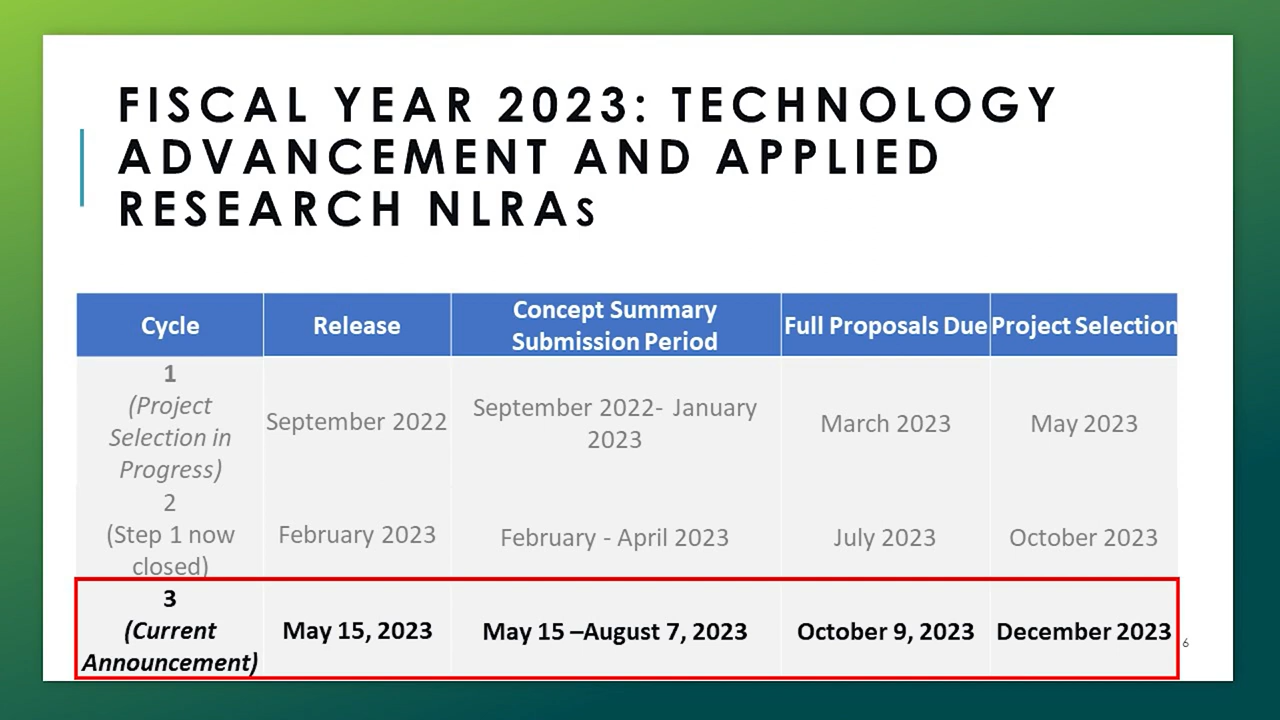 FISCAL YEAR 2023: TECHNOLOGY
ADVANCEMENT AND APPLIED
RESEARCH NLRAs
Cycle
Release
Concept Summary
Submission Period
Full Proposals Due
Project Selection
1
(Project
Selection in
Progress)
September 2022
September 2022- January
2023
March 2023
May 2023
2
(Step 1 now
closed)
February 2023
February - April 2023
July 2023
October 2023
3
(Current
Announcement)
May 15, 2023
May 15 –August 7, 2023
October 9, 2023
December 2023
6